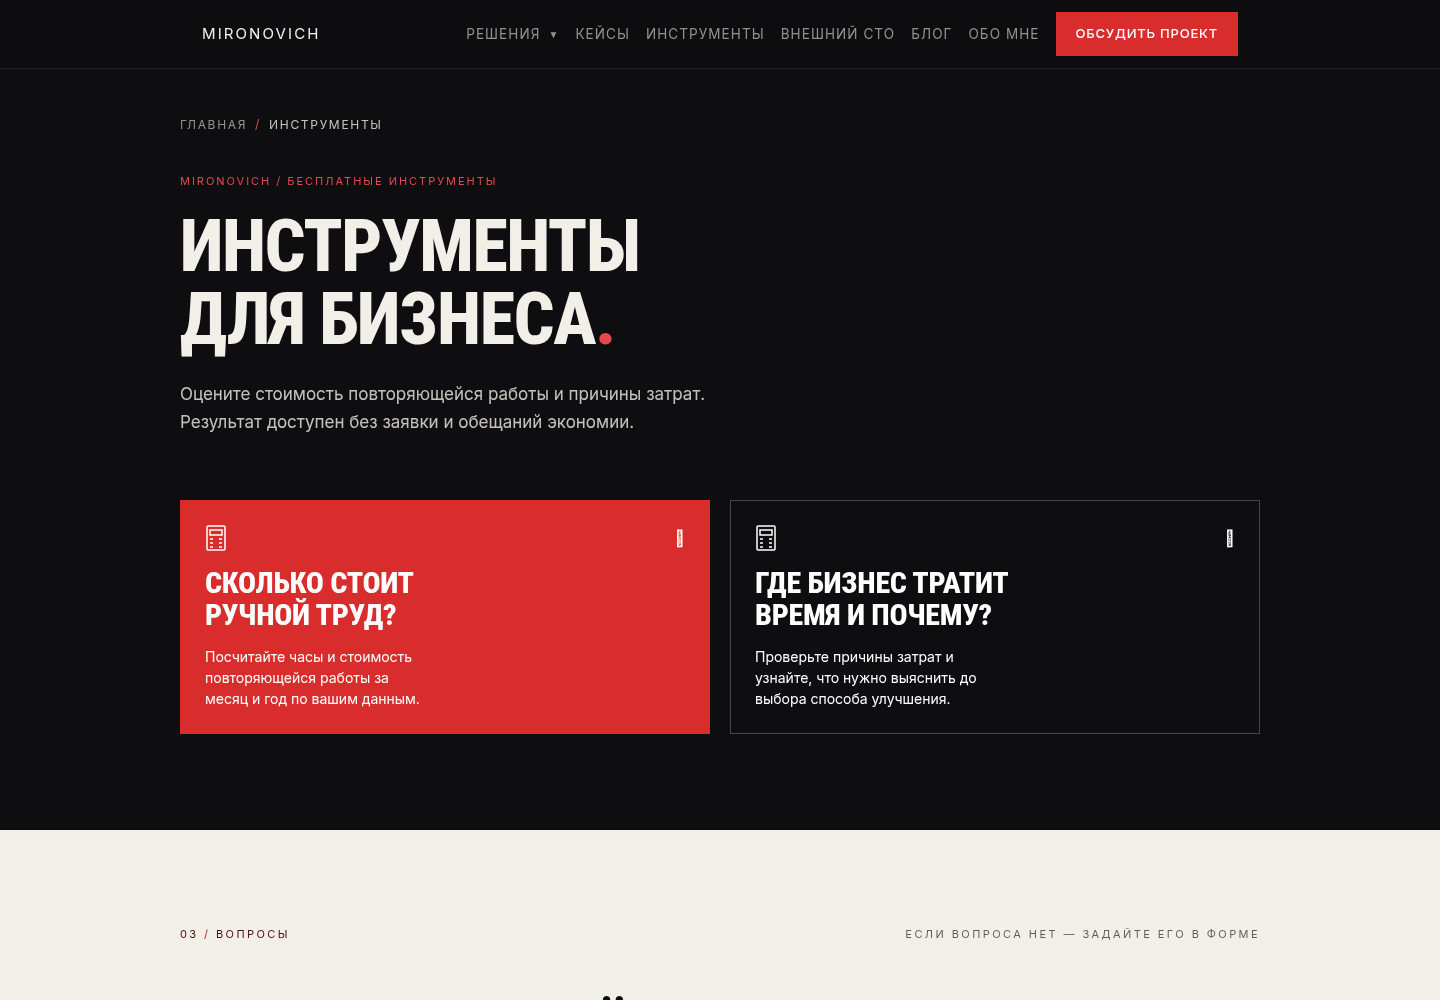 MIRONOVICH
РЕШЕНИЯ ▼ КЕЙСЫ ИНСТРУМЕНТЫ ВНЕШНИЙ CTO БЛОГ ОБО МНЕ ОБСУДИТЬ ПРОЕКТ
ГЛАВНАЯ / ИНСТРУМЕНТЫ
MIRONOVICH / БЕСПЛАТНЫЕ ИНСТРУМЕНТЫ
ИНСТРУМЕНТЫ
ДЛЯ БИЗНЕСА.
Оцените стоимость повторяющейся работы и причины затрат.
Результат доступен без заявки и обещаний экономии.
СКОЛЬКО СТОИТ
РУЧНОЙ ТРУД?
Посчитайте часы и стоимость
повторяющейся работы за
месяц и год по вашим данным.
ГДЕ БИЗНЕС ТРАТИТ
ВРЕМЯ И ПОЧЕМУ?
Проверьте причины затрат и
узнайте, что нужно выяснить до
выбора способа улучшения.
03 / ВОПРОСЫ
ЕСЛИ ВОПРОСА НЕТ — ЗАДАЙТЕ ЕГО В ФОРМЕ